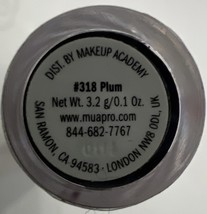 DIST. BY MAKEUP ACADEMY
#318 Plum
Net Wt. 3.2 g/0.1 Oz.
www.muapro.com
844-682-7767
SAN RAMON, CA 94583 - LONDON NW8 0DL, UK